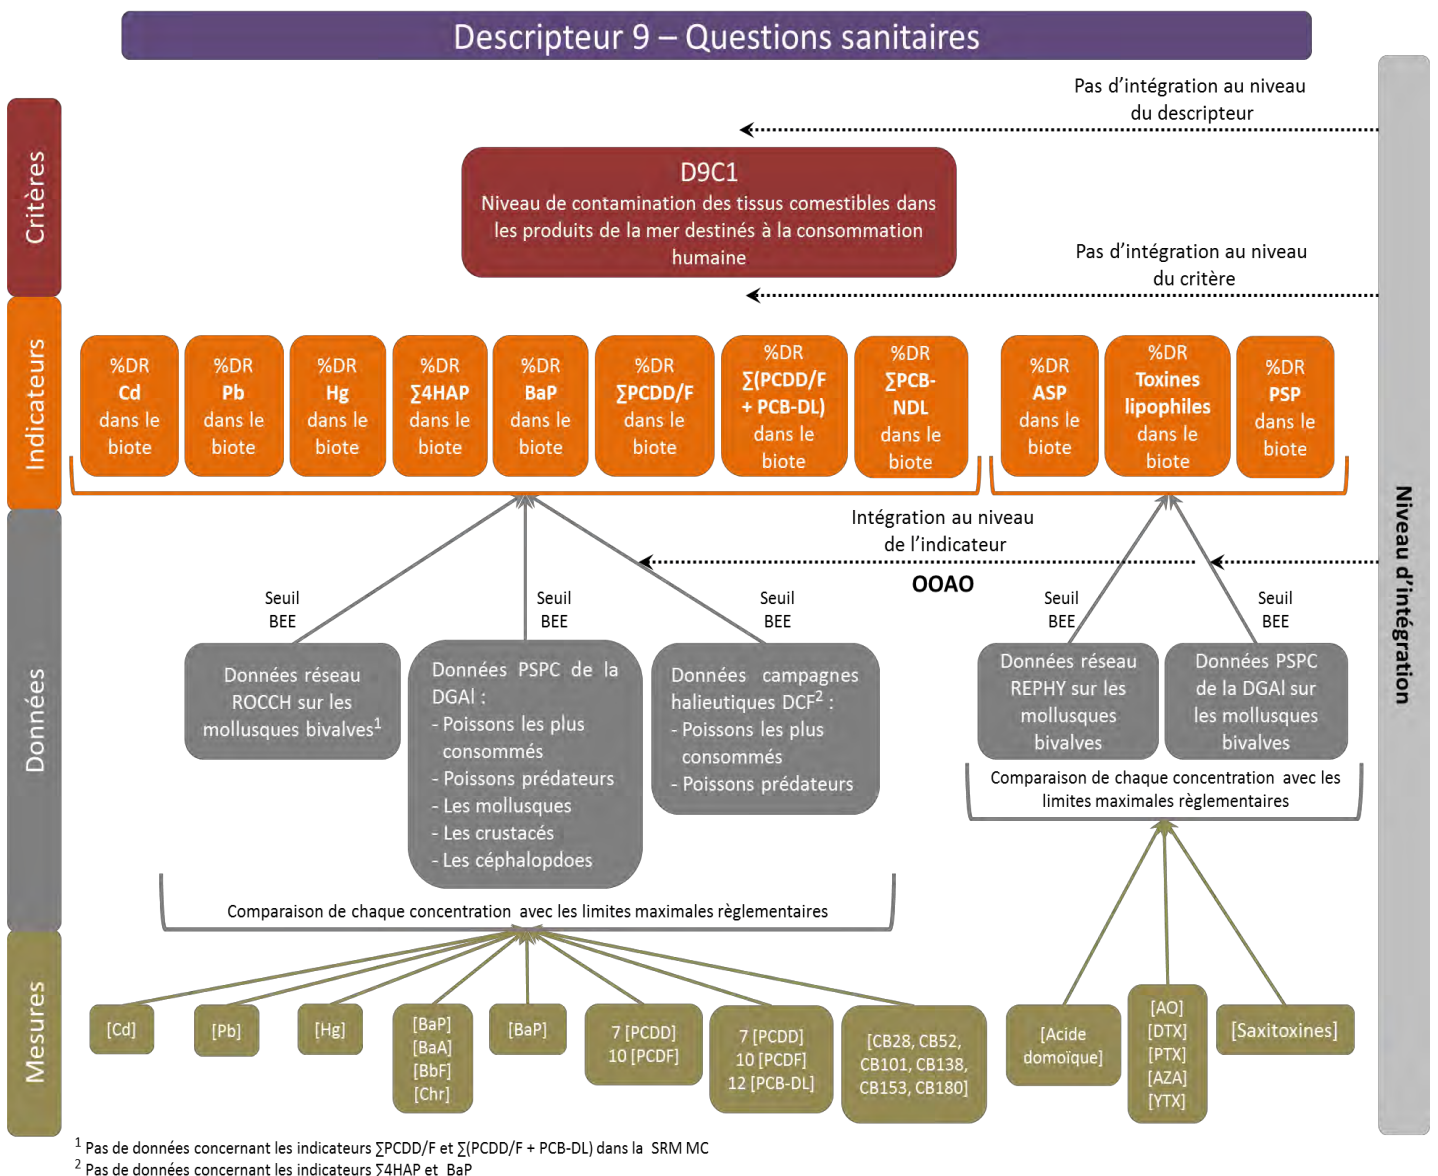 Descripteur 9 – Questions sanitaires
Pas d’intégration au niveau
du descripteur
Critères
D9C1
Niveau de contamination des tissus comestibles dans
les produits de la mer destinés à la consommation
humaine
Pas d’intégration au niveau
du critère
Indicateurs
%DR
Cd
dans le
biote
%DR
Pb
dans le
biote
%DR
Hg
dans le
biote
%DR
∑4HAP
dans le
biote
%DR
BaP
dans le
biote
%DR
∑PCDD/F
dans le
biote
%DR
∑(PCDD/F
+ PCB-DL)
dans le
biote
%DR
∑PCB-
NDL
dans le
biote
%DR
ASP
dans le
biote
%DR
Toxines
lipophiles
dans le
biote
%DR
PSP
dans le
biote
Niveau d’intégration
Intégration au niveau
de l’indicateur
OOAO
Données
Seuil
BEE
Seuil
BEE
Seuil
BEE
Seuil
BEE
Seuil
BEE
Données réseau
ROCCH sur les
mollusques bivalves1
Données PSPC de la
DGAl :
- Poissons les plus
consommés
- Poissons prédateurs
- Les mollusques
- Les crustacés
- Les céphalopdoes
Données campagnes
halieutiques DCF2 :
- Poissons les plus
consommés
- Poissons prédateurs
Données réseau
REPHY sur les
mollusques
bivalves
Données PSPC
de la DGAl sur
les mollusques
bivalves
Comparaison de chaque concentration avec les
limites maximales règlementaires
Comparaison de chaque concentration avec les limites maximales règlementaires
Mesures
[Cd]
[Pb]
[Hg]
[BaP]
[BaA]
[BbF]
[Chr]
[BaP]
7 [PCDD]
10 [PCDF]
7 [PCDD]
10 [PCDF]
12 [PCB-DL]
[CB28, CB52,
CB101, CB138,
CB153, CB180]
[Acide
domoïque]
[AO]
[DTX]
[PTX]
[AZA]
[YTX]
[Saxitoxines]
1 Pas de données concernant les indicateurs ∑PCDD/F et ∑(PCDD/F + PCB-DL) dans la SRM MC
2 Pas de données concernant les indicateurs ∑4HAP et BaP